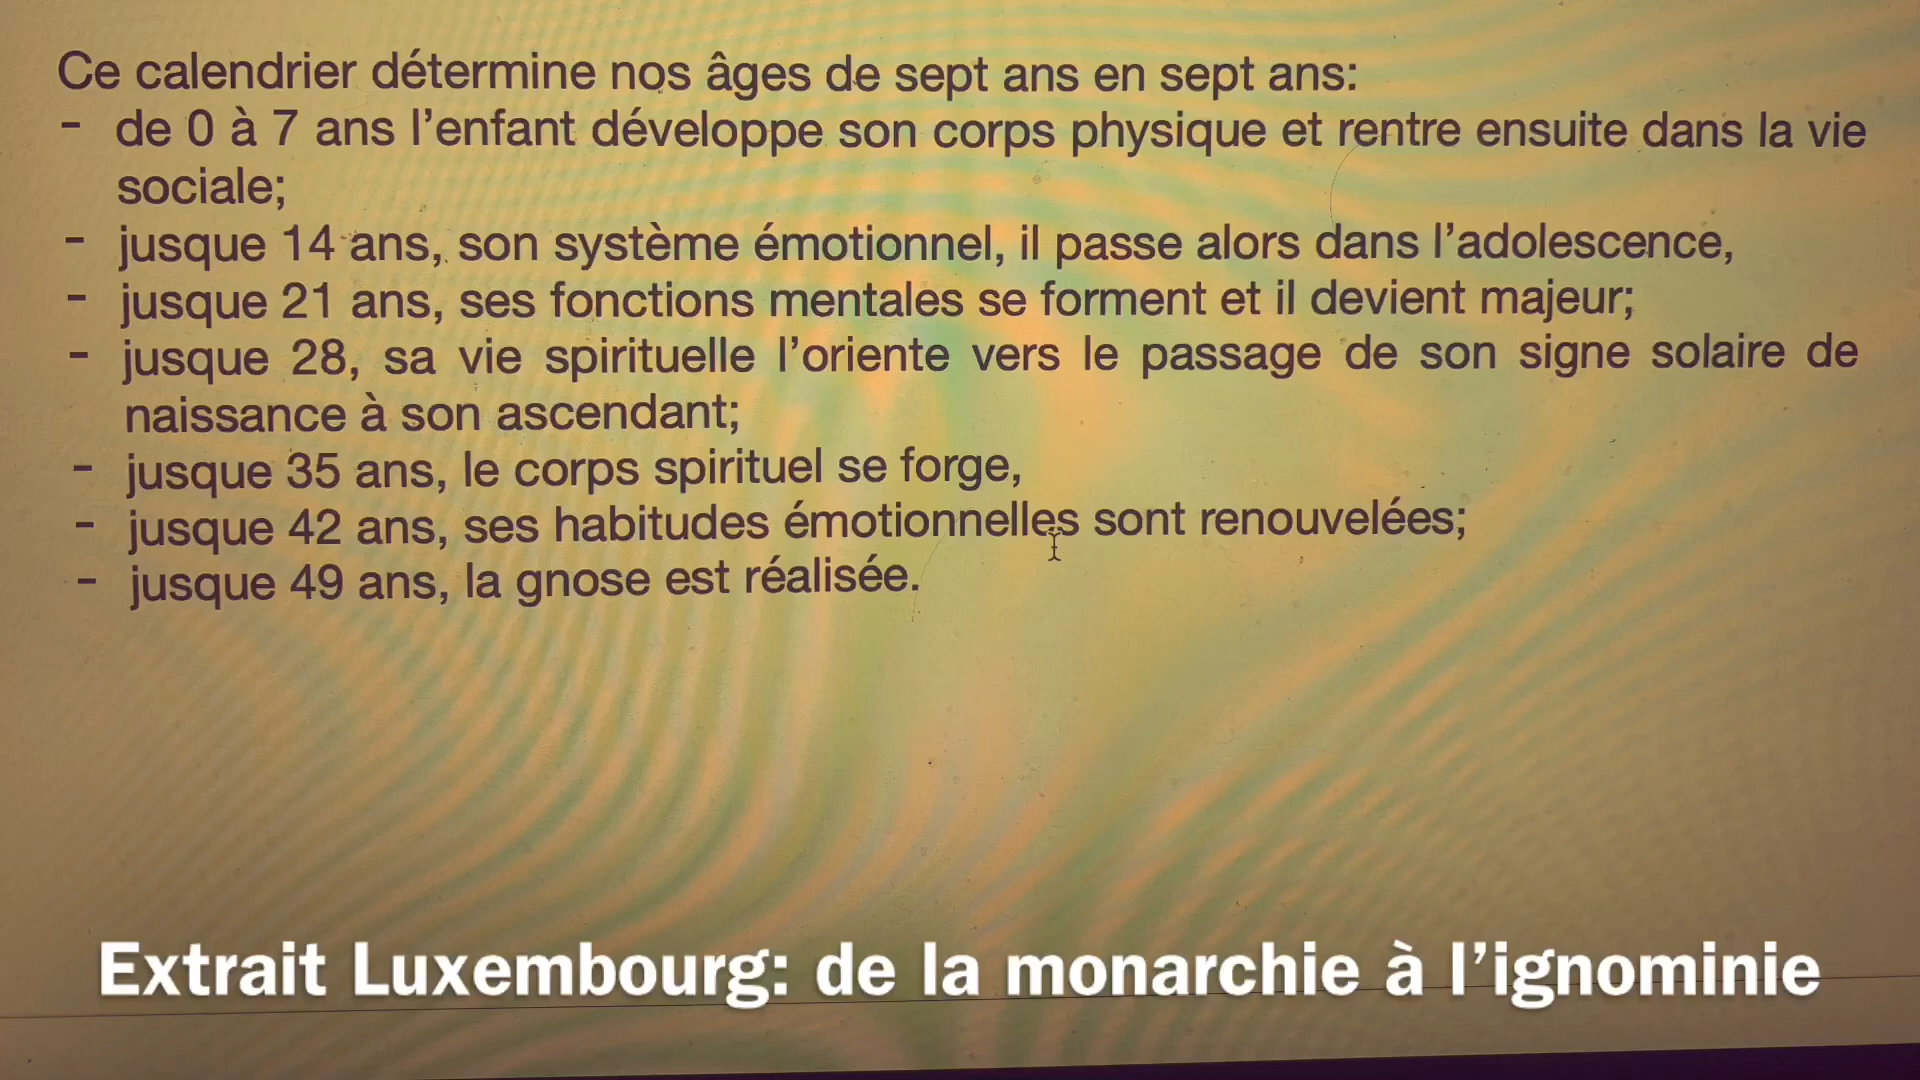 Ce calendrier détermine nos âges de sept ans en sept ans:
- de 0 à 7 ans l'enfant développe son corps physique et rentre ensuite dans la vie
sociale;
- jusque 14 ans, son système émotionnel, il passe alors dans l'adolescence,
- jusque 21 ans, ses fonctions mentales se forment et il devient majeur;
- jusque 28, sa vie spirituelle l'oriente vers le passage de son signe solaire de
naissance à son ascendant;
- jusque 35 ans, le corps spirituel se forge,
- jusque 42 ans, ses habitudes émotionnelles sont renouvelées;
- jusque 49 ans, la gnose est réalisée.
Extrait Luxembourg: de la monarchie à l'ignominie